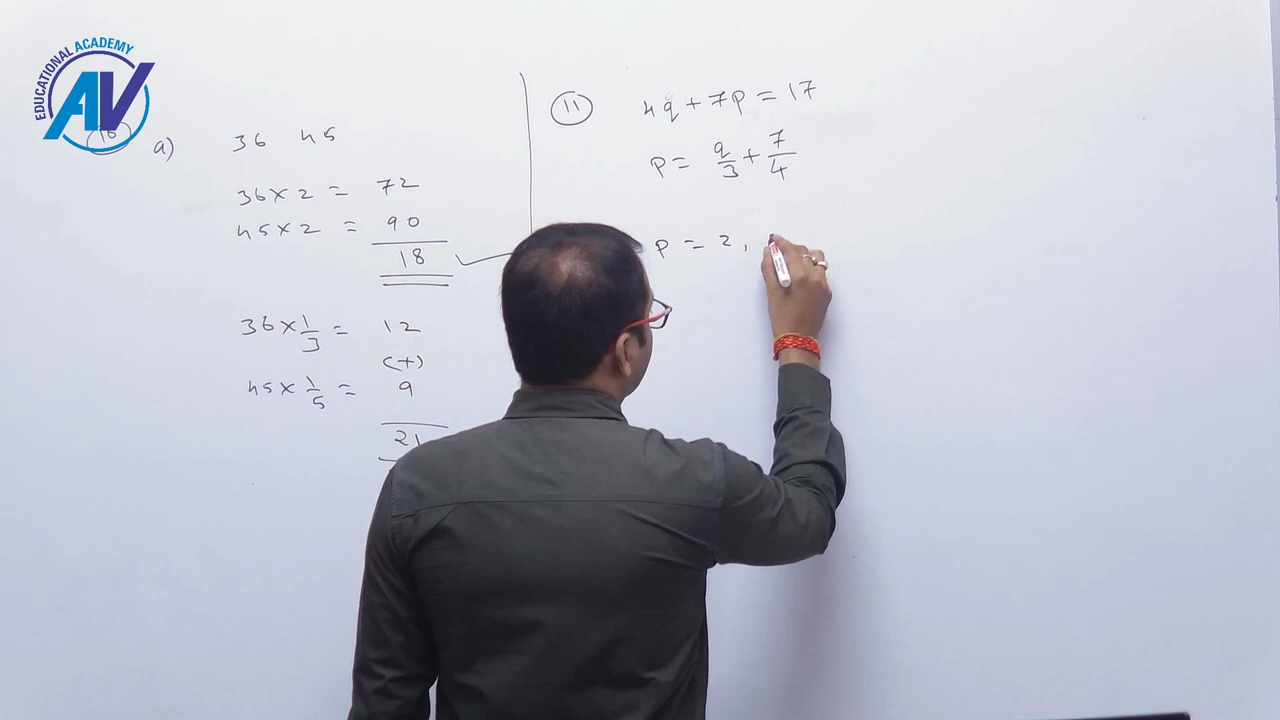 EDUCATIONAL ACADEMY
AV
10 a) 36 45
36 × 2 = 72
45 × 2 = 90
18
36 × 1/3 = 12
(+)
45 × 1/5 = 9
21
11 4q + 7p = 17
p = q/3 + 7/4
p = 2,